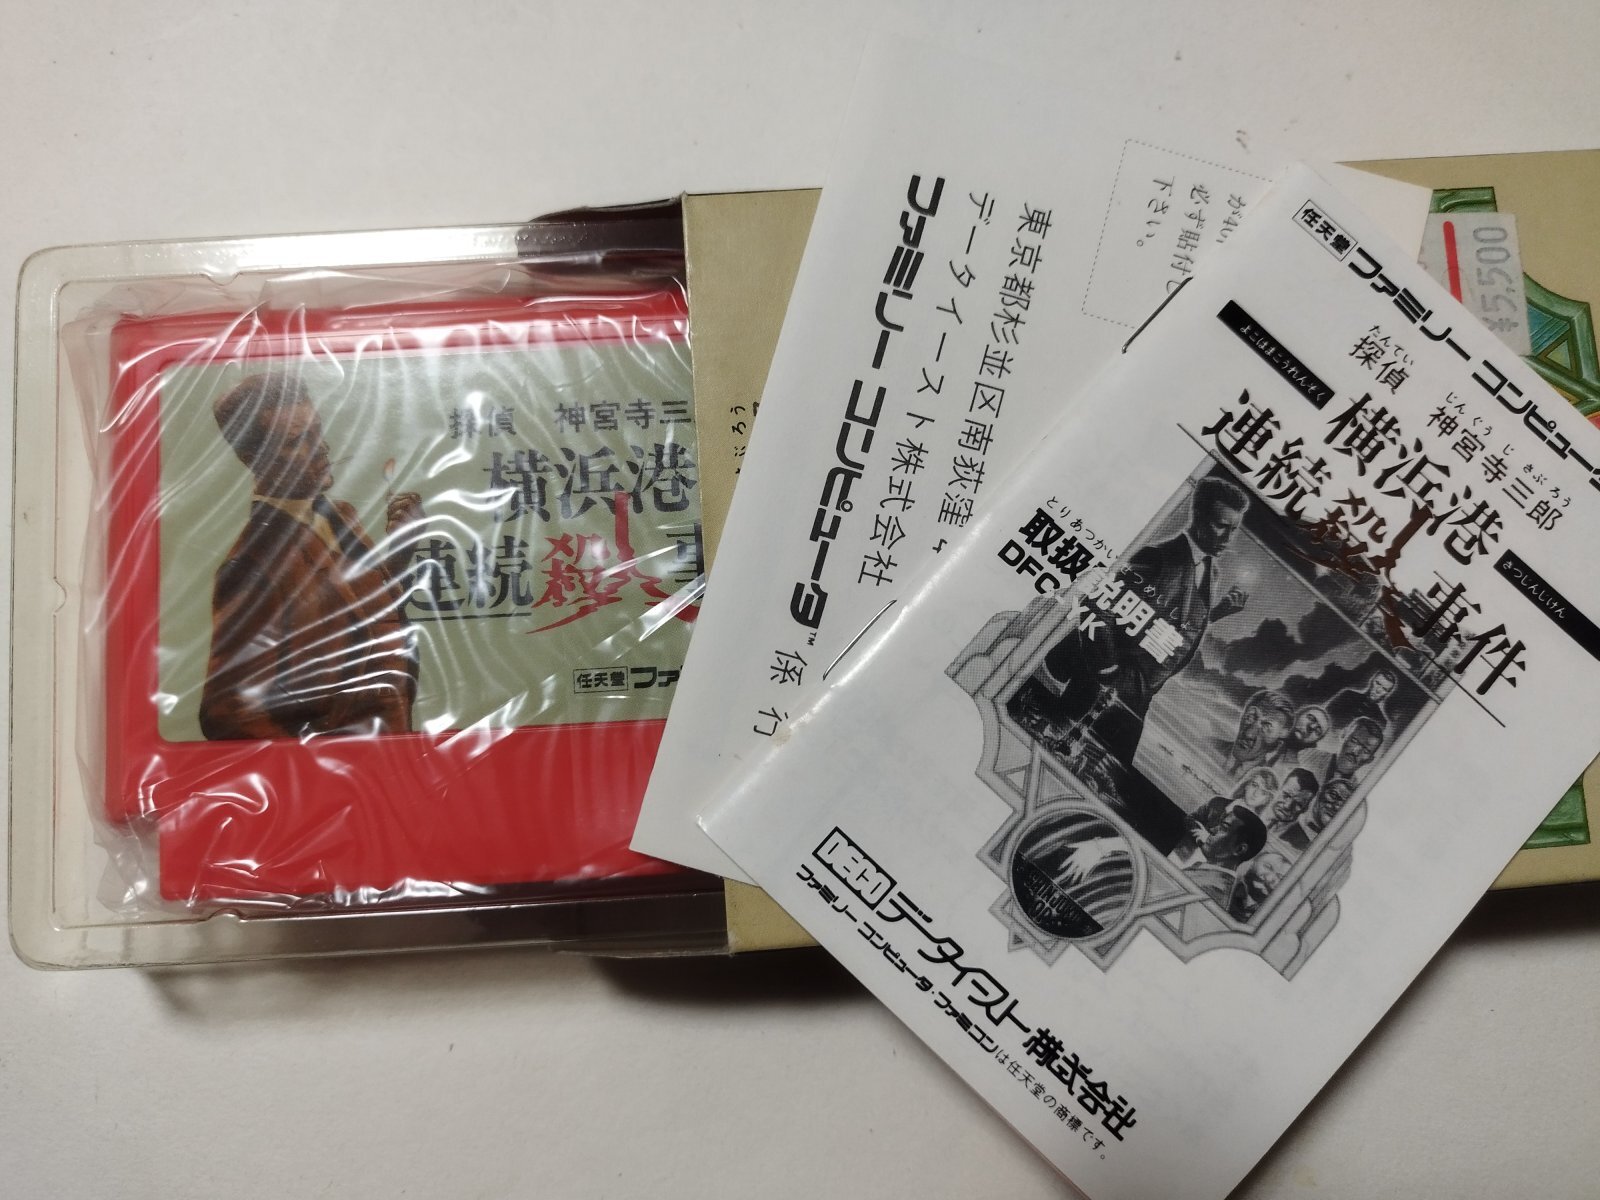 探偵 神宮寺三
横浜港
連続殺人事
任天堂 ファ
ぶろう
東京都杉並区南荻窪4
データイースト株式会社
ファミリー コンピュータ™係 行
必ず貼付し
下さい。
¥5,500
任天堂 ファミリー コンピュータ
たんてい じんぐうじ さぶろう
探偵 神宮寺三郎
よこはまこうれんぞく
横浜港
連続殺人事件
さつじんじけん
とりあつかいせつめいしょ
取扱説明書
DFC-YK
DECO データイースト株式会社
ファミリーコンピュータ・ファミコンは任天堂の商標です。